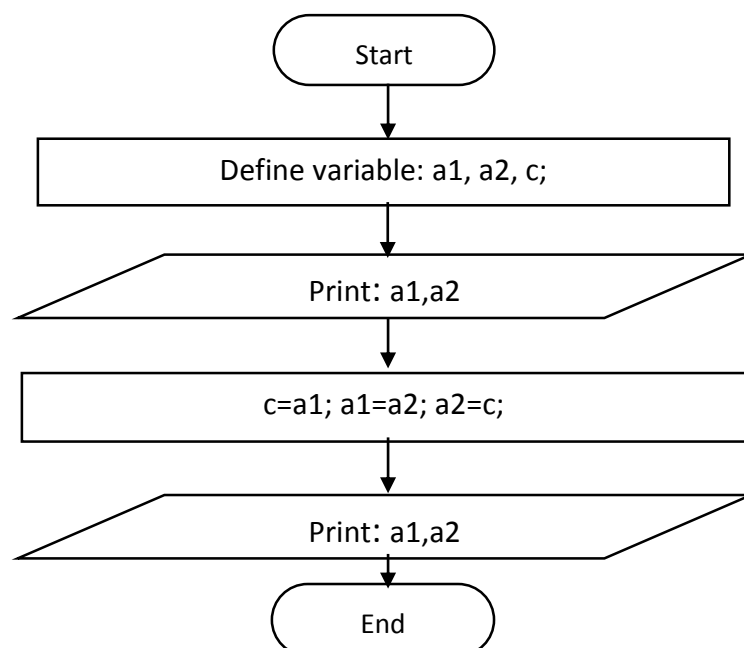 Start
Define variable: a1, a2, c;
Print: a1,a2
c=a1; a1=a2; a2=c;
Print: a1,a2
End